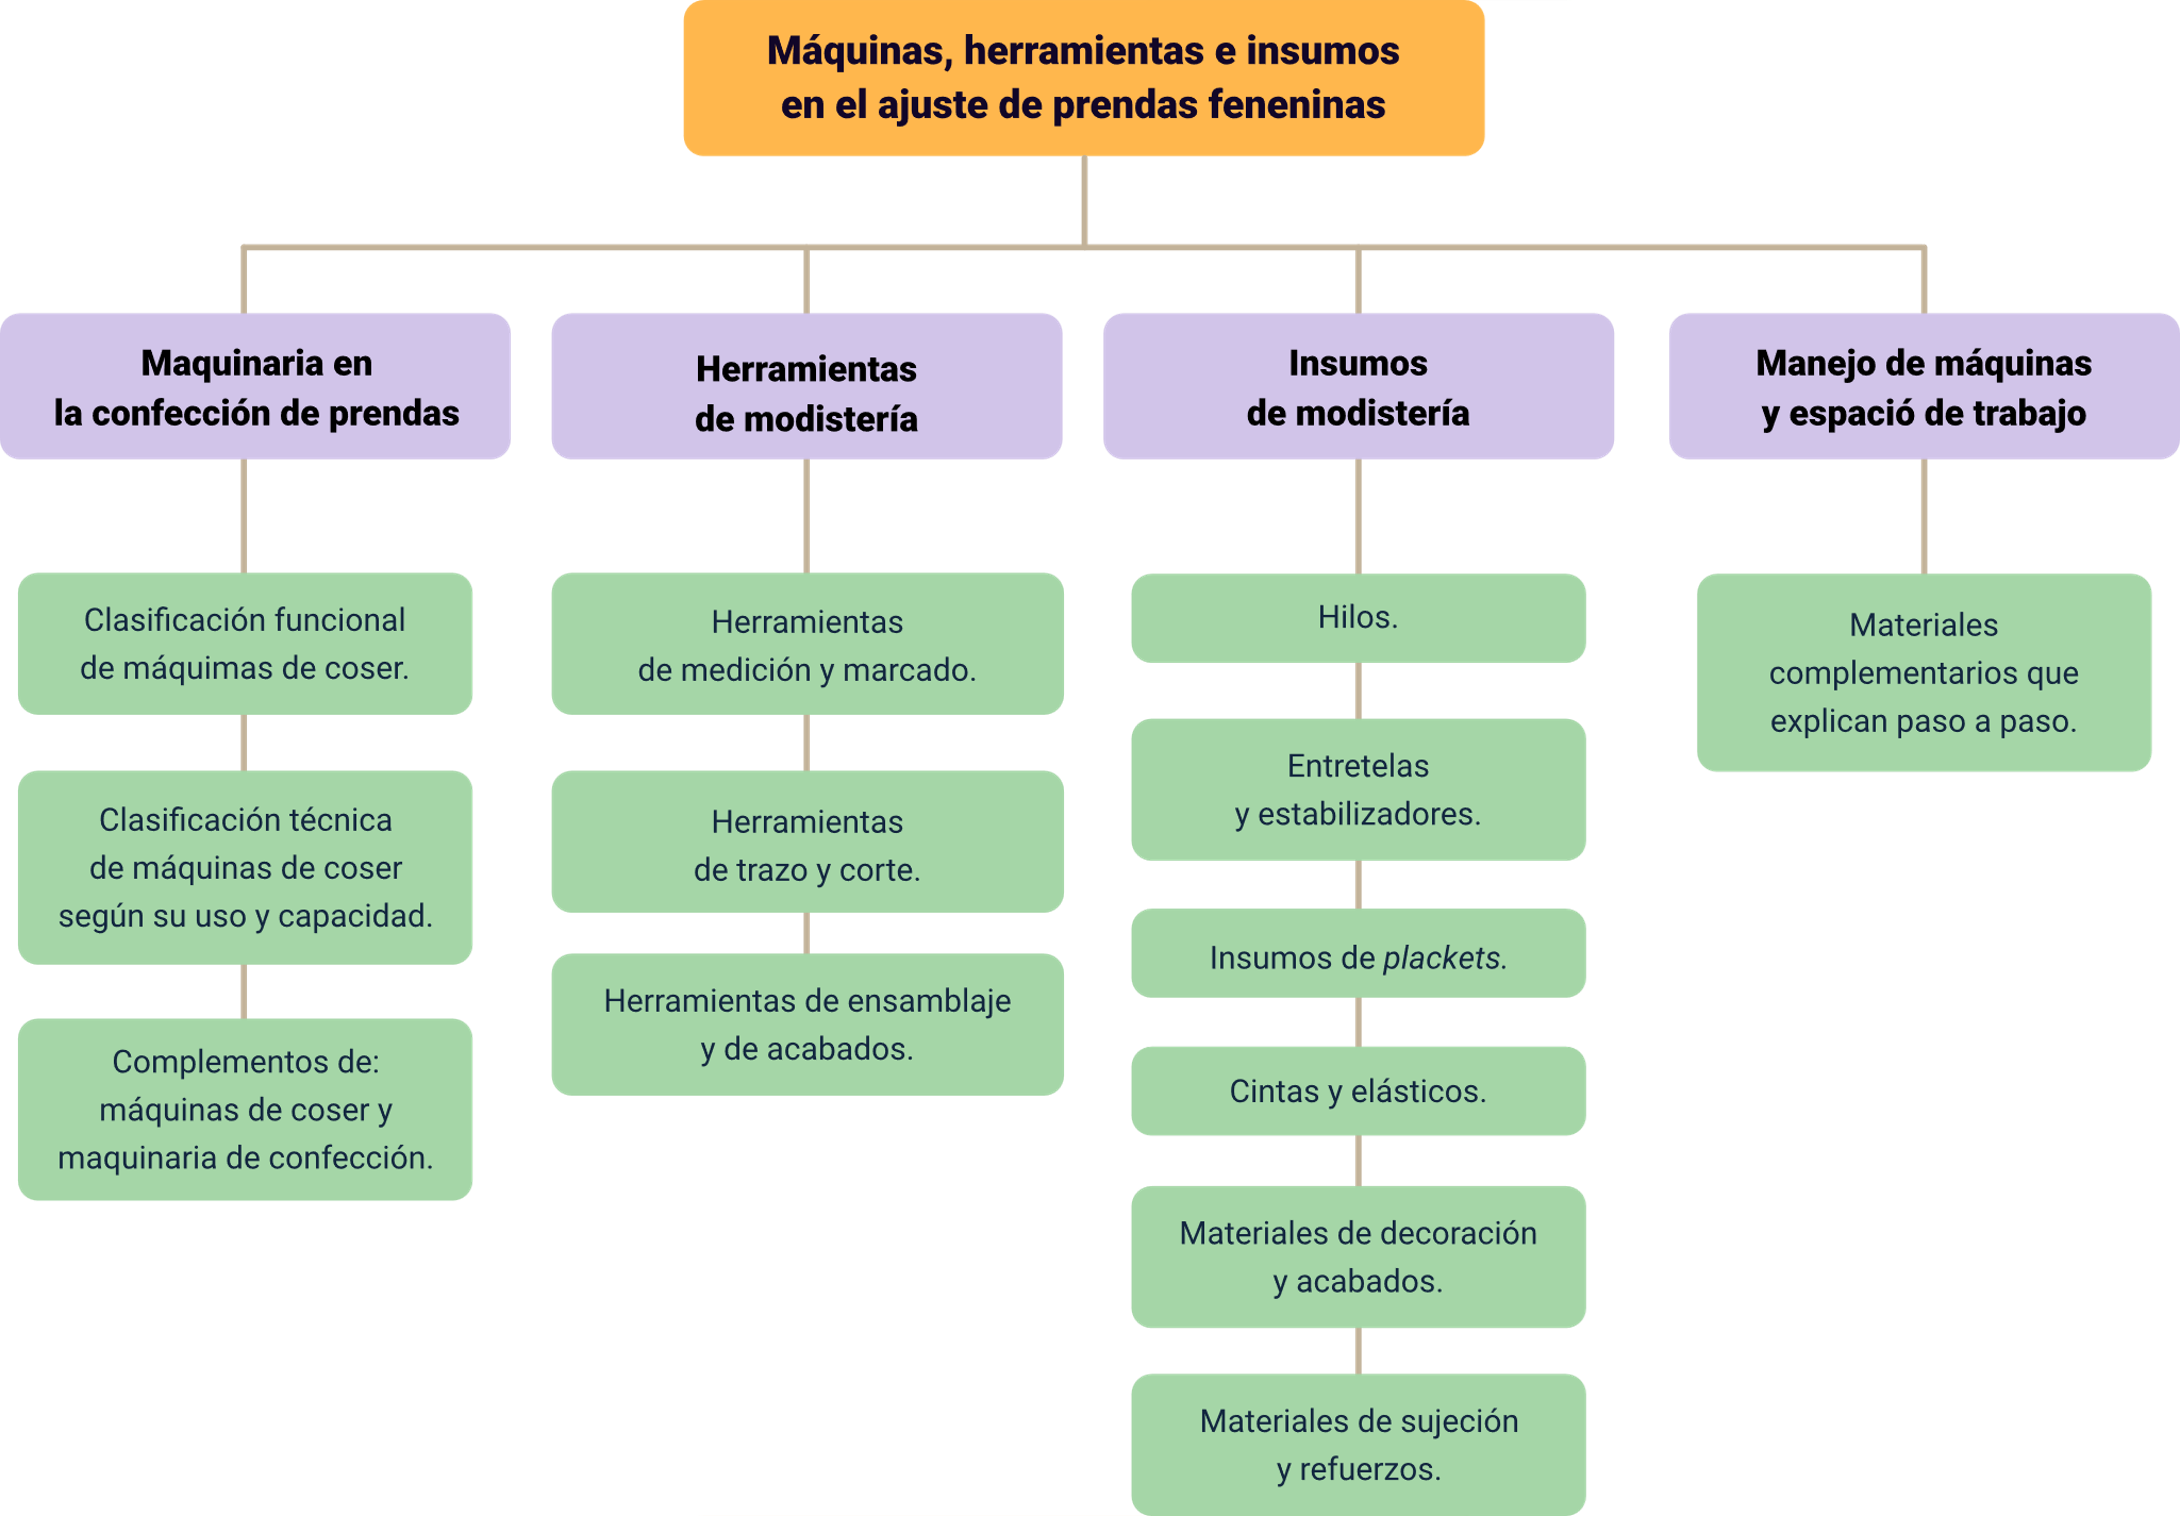 Máquinas, herramientas e insumos
en el ajuste de prendas feneninas
Maquinaria en
la confección de prendas
Clasificación funcional
de máquimas de coser.
Clasificación técnica
de máquinas de coser
según su uso y capacidad.
Complementos de:
máquinas de coser y
maquinaria de confección.
Herramientas
de modistería
Herramientas
de medición y marcado.
Herramientas
de trazo y corte.
Herramientas de ensamblaje
y de acabados.
Insumos
de modistería
Hilos.
Entretelas
y estabilizadores.
Insumos de plackets.
Cintas y elásticos.
Materiales de decoración
y acabados.
Materiales de sujeción
y refuerzos.
Manejo de máquinas
y espació de trabajo
Materiales
complementarios que
explican paso a paso.